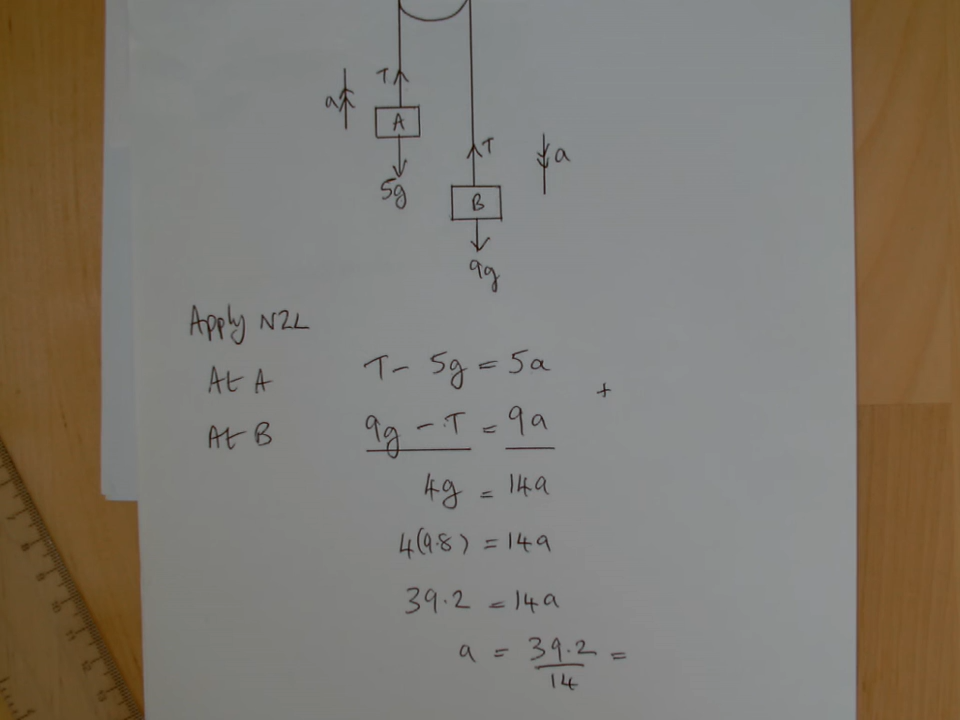 T
a
A
T
a
5g
B
9g
Apply N2L
At A T - 5g = 5a +
At B 9g - T = 9a
4g = 14a
4(9.8) = 14a
39.2 = 14a
a = 39.2 =
14